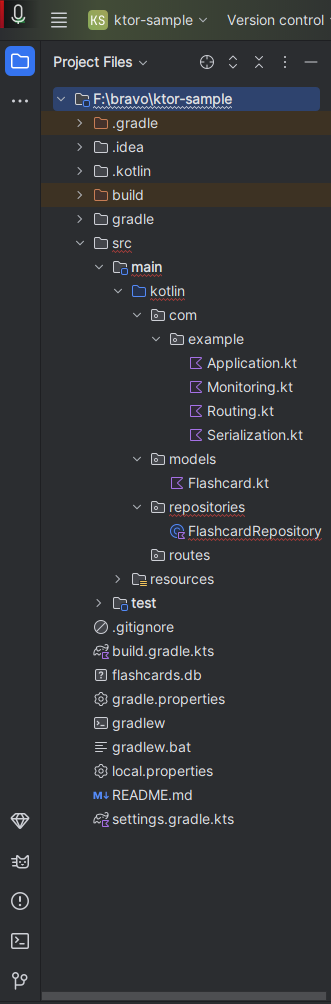 KS ktor-sample Version control
Project Files
F:\bravo\ktor-sample
.gradle
.idea
.kotlin
build
gradle
src
main
kotlin
com
example
Application.kt
Monitoring.kt
Routing.kt
Serialization.kt
models
Flashcard.kt
repositories
FlashcardRepository
routes
resources
test
.gitignore
build.gradle.kts
flashcards.db
gradle.properties
gradlew
gradlew.bat
local.properties
M↓ README.md
settings.gradle.kts